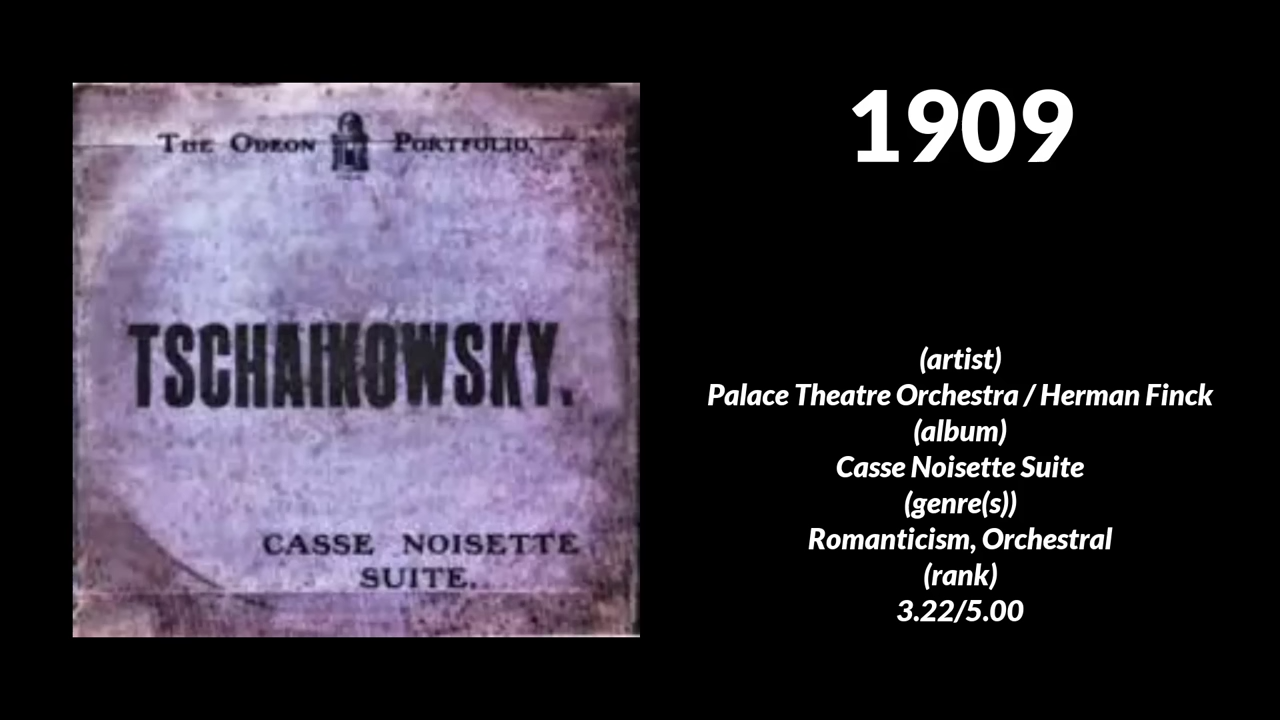 THE ODEON PORTFOLIO.
TSCHAIKOWSKY.
CASSE NOISETTE
SUITE.
1909
(artist)
Palace Theatre Orchestra / Herman Finck
(album)
Casse Noisette Suite
(genre(s))
Romanticism, Orchestral
(rank)
3.22/5.00